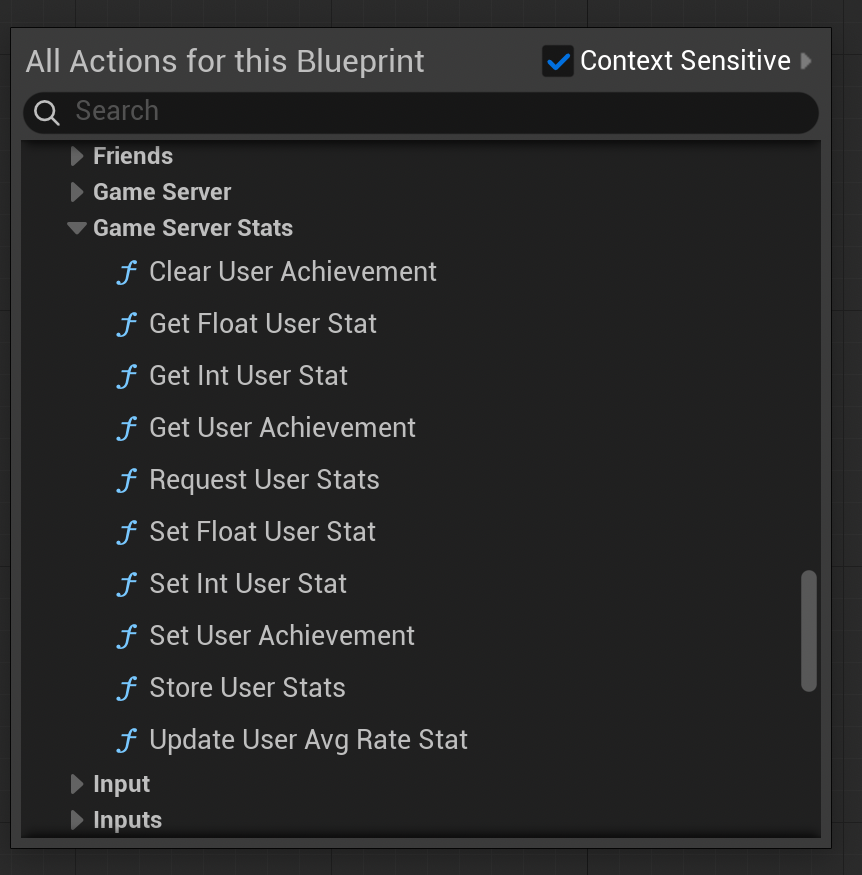 All Actions for this Blueprint
Context Sensitive
Search
Friends
Game Server
Game Server Stats
Clear User Achievement
Get Float User Stat
Get Int User Stat
Get User Achievement
Request User Stats
Set Float User Stat
Set Int User Stat
Set User Achievement
Store User Stats
Update User Avg Rate Stat
Input
Inputs